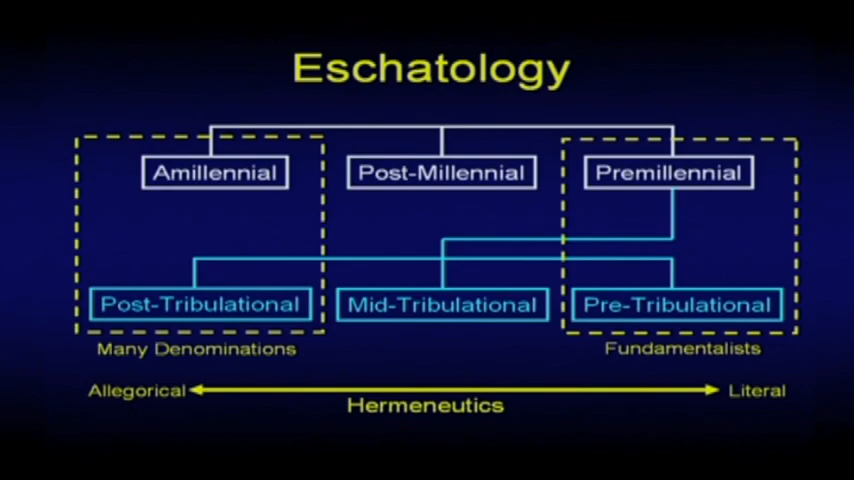 Eschatology
Amillennial
Post-Millennial
Premillennial
Post-Tribulational
Mid-Tribulational
Pre-Tribulational
Many Denominations
Fundamentalists
Allegorical
Literal
Hermeneutics